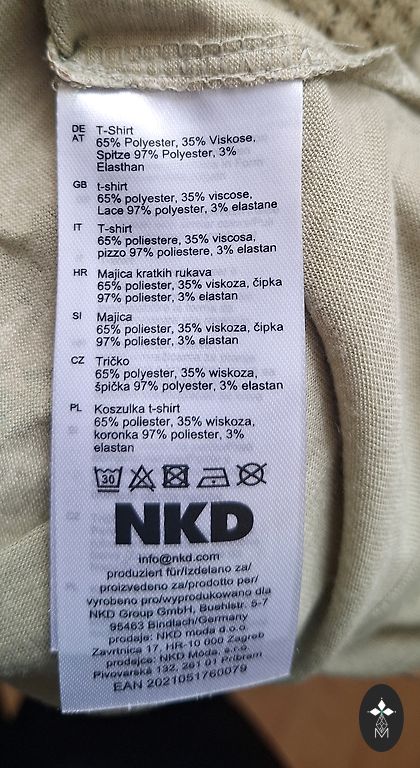 DE
AT
T-Shirt
65% Polyester, 35% Viskose,
Spitze 97% Polyester, 3%
Elasthan
GB t-shirt
65% polyester, 35% viscose,
Lace 97% polyester, 3% elastane
IT T-shirt
65% poliestere, 35% viscosa,
pizzo 97% poliestere, 3% elastan
HR Majica kratkih rukava
65% poliester, 35% viskoza, čipka
97% poliester, 3% elastan
SI Majica
65% poliester, 35% viskoza, čipka
97% poliester, 3% elastan
CZ Tričko
65% polyester, 35% wiskoza,
špička 97% polyester, 3% elastan
PL Koszulka t-shirt
65% poliester, 35% wiskoza,
koronka 97% poliester, 3%
elastan
30
NKD
info@nkd.com
produziert für/Izdelano za/
proizvedeno za/prodotto per/
vyrobeno pro/wyprodukowano dla
NKD Group GmbH, Buehlstr. 5-7
95463 Bindlach/Germany
prodaje: NKD moda d.o.o.
Zavrtnica 17, HR-10 000 Zagreb
prodejce: NKD Moda, s.r.o.
Pivovarská 132, 261 01 Příbram
EAN 2021051760079
M